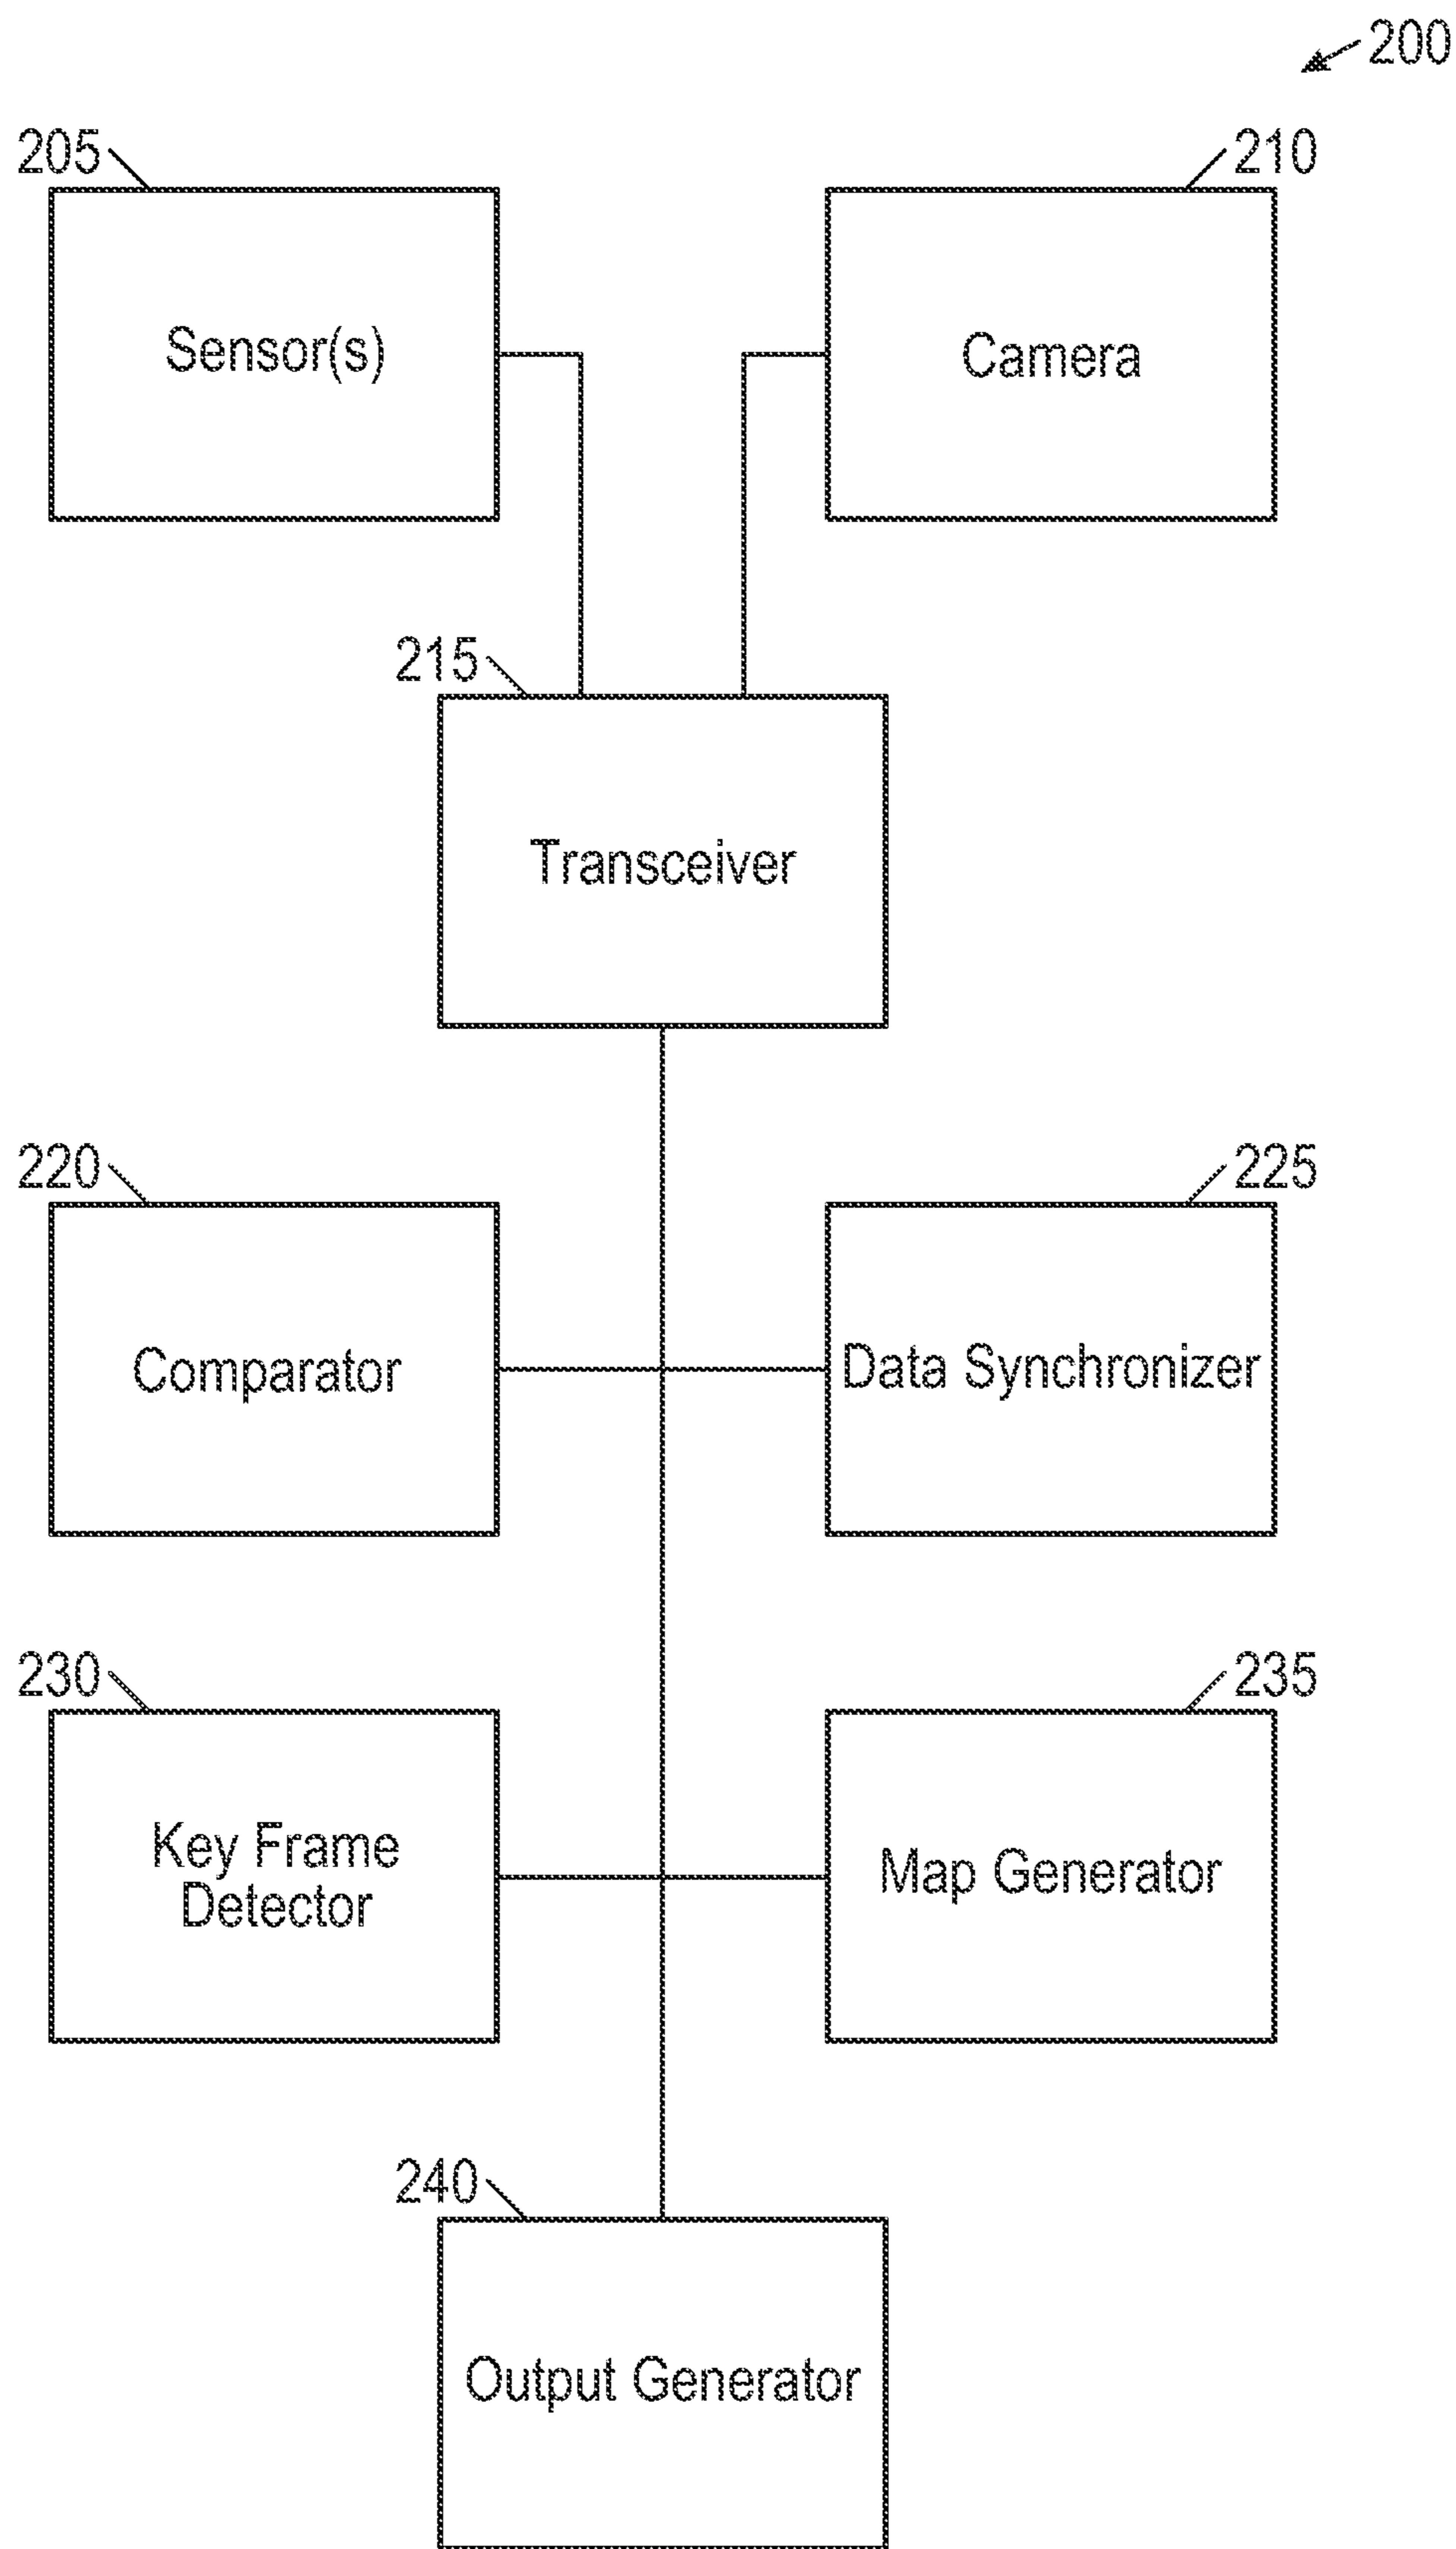 200
205
210
Sensor(s)
Camera
215
Transceiver
220
225
Comparator
Data Synchronizer
230
235
Key Frame
Detector
Map Generator
240
Output Generator